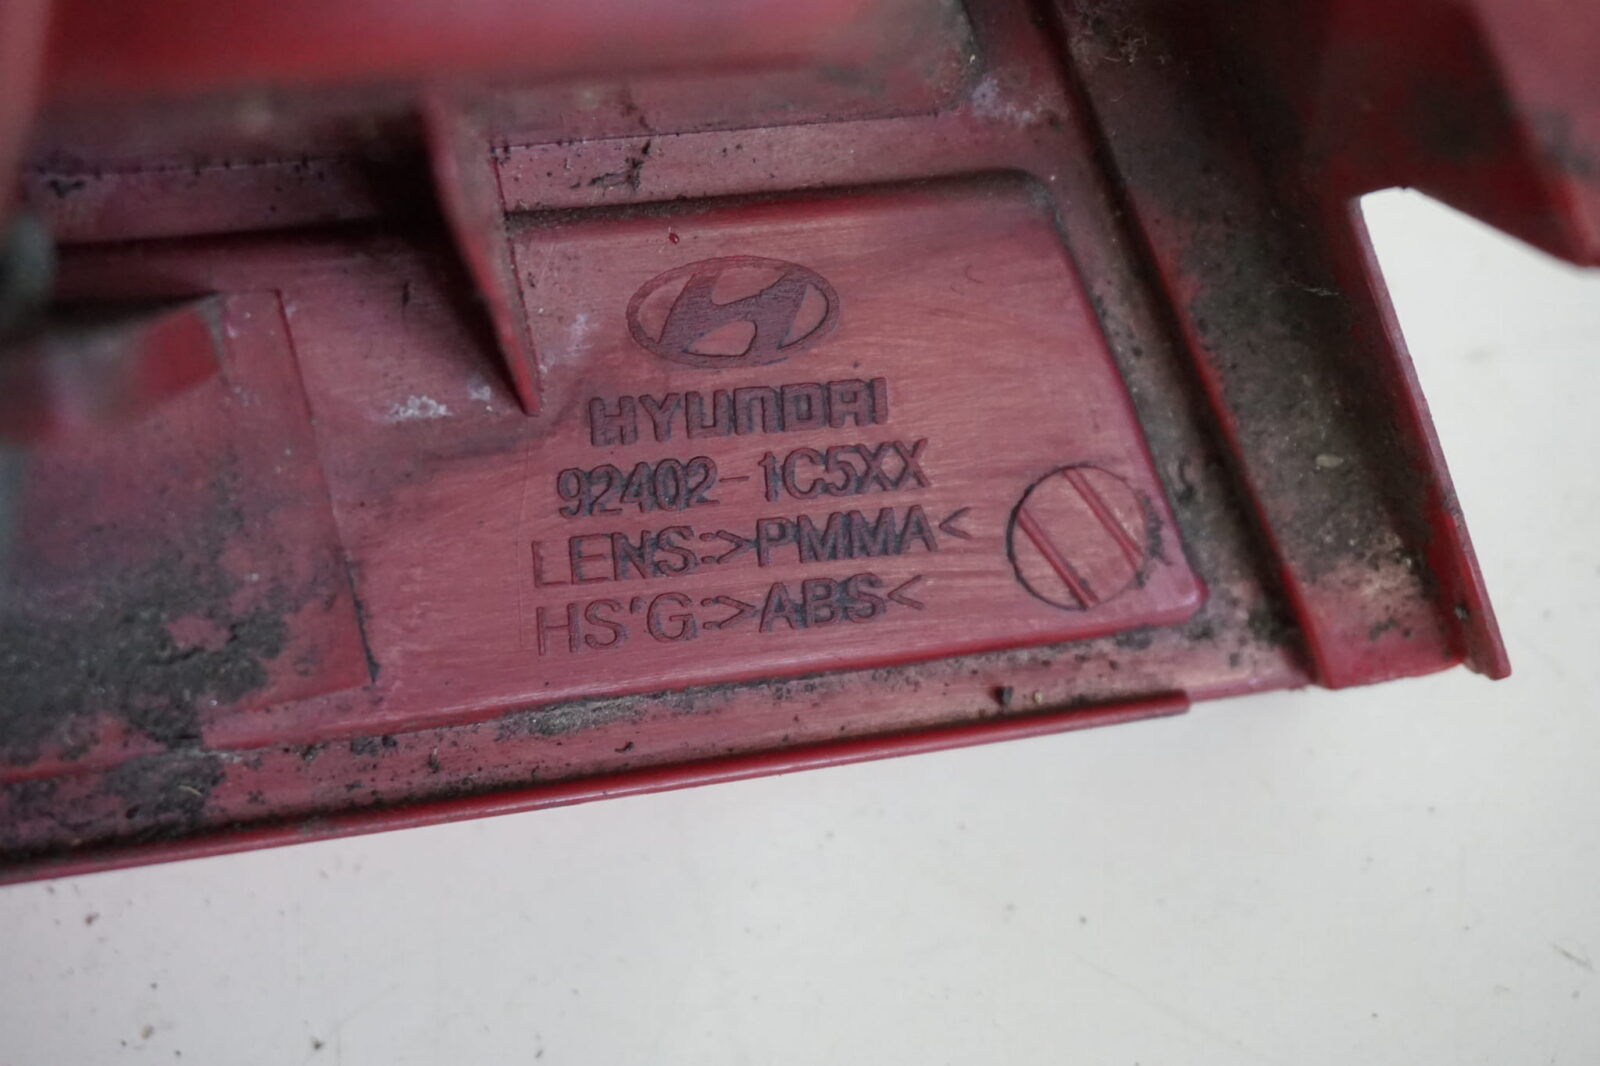 HYUNDAI
92402-1C5XX
LENS:>PMMA<
HS'G:>ABS<